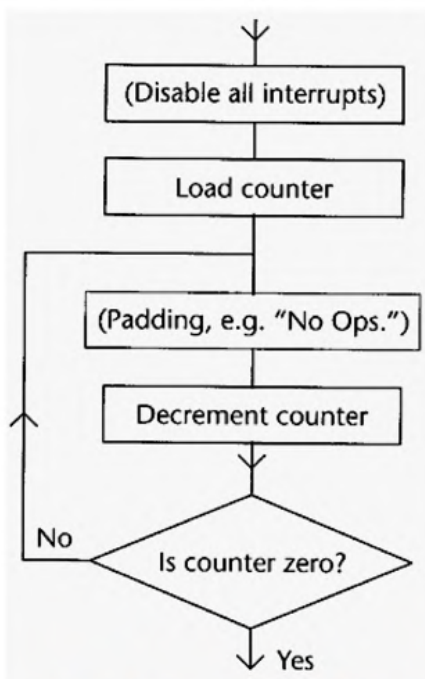 (Disable all interrupts)
Load counter
(Padding, e.g. “No Ops.”)
Decrement counter
Is counter zero?
No
Yes